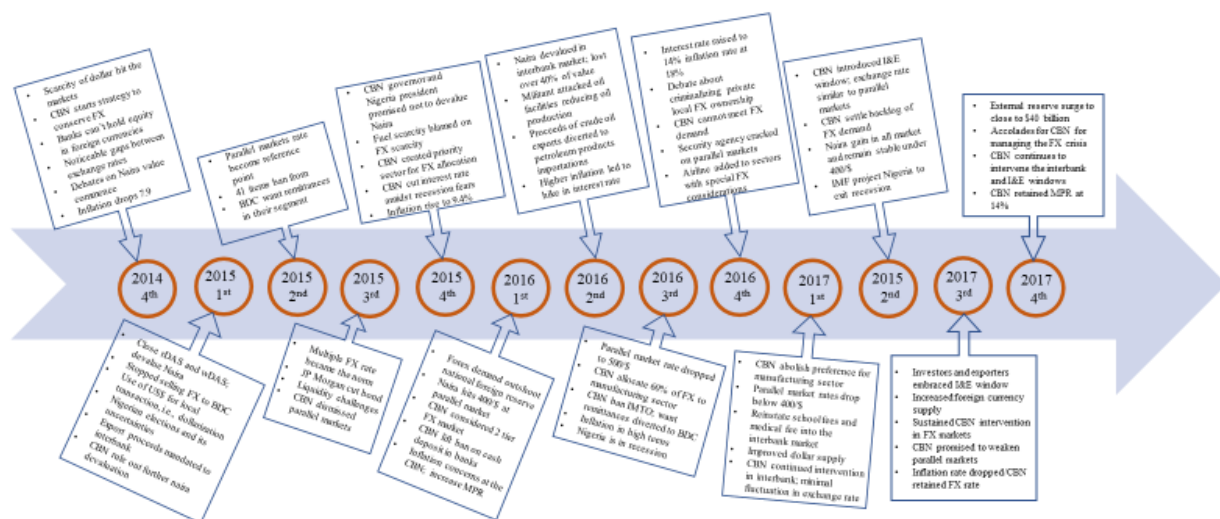 • Scarcity of dollar hit the
markets
• CBN starts strategy to
conserve FX
• Banks can't hold equity
in foreign currencies
• Noticeable gaps between
exchange rates
• Debates on Naira value
commence
• Inflation drops 7.9
• Parallel markets rate
become reference
point
• 41 items ban from
• BDC want remittances
in their segment
• CBN governor and
Nigeria president
promised not to devalue
Naira
• Fuel scarcity blamed on
FX scarcity
• CBN created priority
sector for FX allocation
• CBN cut interest rate
amidst recession fears
• Inflation rise to 9.4%
• Naira devalued in
interbank market; lost
over 40% of value
• Militant attacked oil
facilities reducing oil
production
• Proceeds of crude oil
exports diverted to
petroleum products
importations
• Higher inflation led to
hike in interest rate
• Interest rate raised to
14% inflation rate at
18%
• Debate about
criminalizing private
local FX ownership
• CBN cannot meet FX
demand
• Security agency cracked
on parallel markets
• Airline added to sectors
with special FX
considerations
• CBN introduced I&E
window; exchange rate
similar to parallel
markets
• CBN settle backlog of
FX demand
• Naira gain in all market
and remain stable under
400/$
• IMF project Nigeria to
exit recession
• External reserve surge to
close to $40 billion
• Accolades for CBN for
managing the FX crisis
• CBN continues to
intervene the interbank
and I&E windows
• CBN retained MPR at
14%
2014
4th
2015
1st
2015
2nd
2015
3rd
2015
4th
2016
1st
2016
2nd
2016
3rd
2016
4th
2017
1st
2015
2nd
2017
3rd
2017
4th
• Close rDAS and wDAS;
devalue Naira
• Stopped selling FX to BDC
• Use of US$ for local
transaction, i.e., dollarization
• Nigerian elections and its
uncertainties
• Export proceeds mandated to
interbank
• CBN rule out further naira
devaluation
• Multiple FX rate
became the norm
• JP Morgan cut bond
• Liquidity challenges
• CBN dismissed
parallel markets
• Forex demand outshoot
national foreign reserve
• Naira hits 400/$ at
parallel market
• CBN considered 2 tier
FX market
• CBN lift ban on cash
deposit in banks
• Inflation concerns at the
CBN; increase MPR
• Parallel market rate dropped
to 500/$
• CBN allocate 60% of FX to
manufacturing sector
• CBN ban IMTO; want
remittances diverted to BDC
• Inflation in high teens
• Nigeria is in recession
• CBN abolish preference for
manufacturing sector
• Parallel market rates drop
below 400/$
• Reinstate school fees and
medical fee into the
interbank market
• Improved dollar supply
• CBN continued intervention
in interbank; minimal
fluctuation in exchange rate
• Investors and exporters
embraced I&E window
• Increased foreign currency
supply
• Sustained CBN intervention
in FX markets
• CBN promised to weaken
parallel markets
• Inflation rate dropped/CBN
retained FX rate